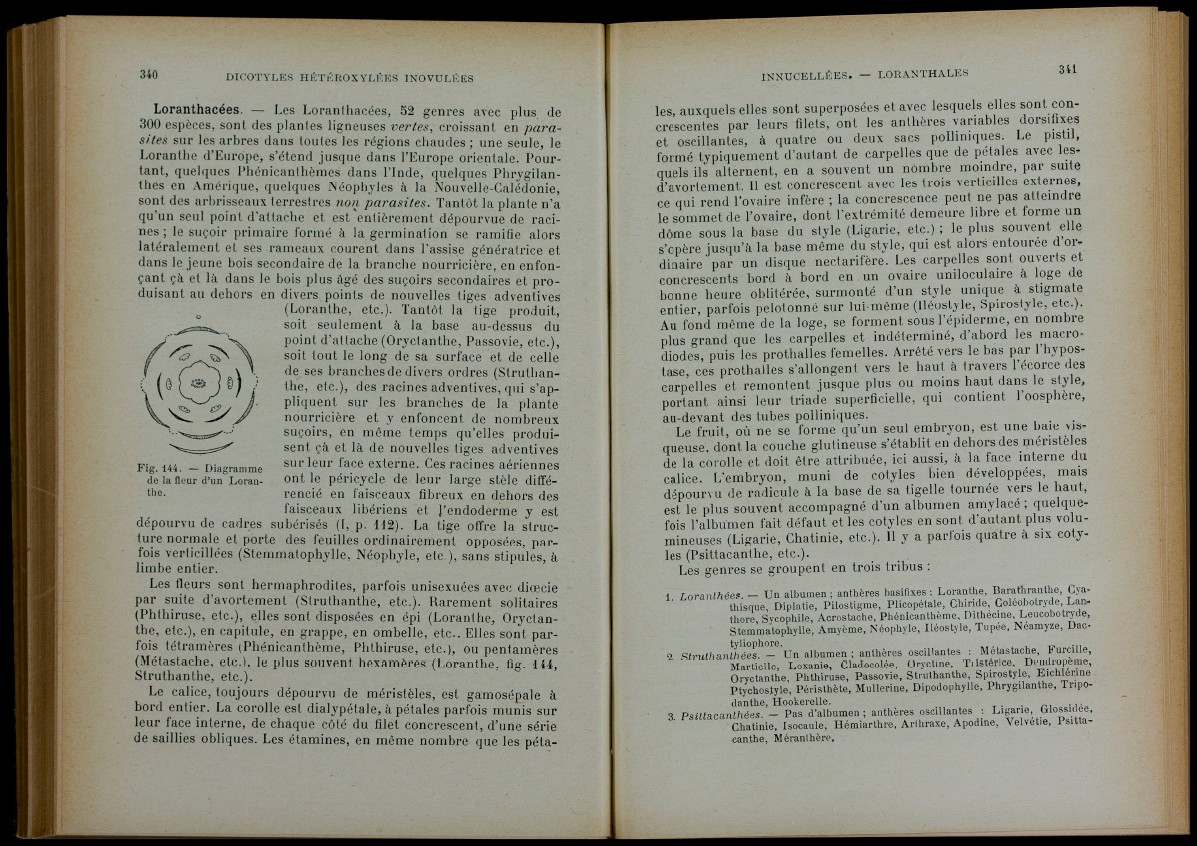 340
DICOTYLES HÉTÉROXYLÉES INOVULÉES
Loranthacées. — Les Loranthacées, 52 genres avec plus de
300 espèces, sont des plantes ligneuses vertes, croissant en para-
sites sur les arbres dans toutes les régions chaudes ; une seule, le
Loranthe d'Europe, s'étend jusque dans l'Europe orientale. Pour-
tant, quelques Phénicanthèmes dans l'Inde, quelques Phrygilan-
thes en Amérique, quelques Néophyles à la Nouvelle-Calédonie,
sont des arbrisseaux terrestres non parasites. Tantôt la plante n'a
qu'un seul point d'attache et est entièrement dépourvue de raci-
nes ; le suçoir primaire formé à la germination se ramifie alors
latéralement et ses rameaux courent dans l'assise génératrice et
dans le jeune bois secondaire de la branche nourricière, en enfon-
çant çà et là dans le bois plus âgé des suçoirs secondaires et pro-
duisant au dehors en divers points de nouvelles tiges adventives
(Loranthe, etc.). Tantôt la tige produit,
soit seulement à la base au-dessus du
point d'attache (Oryctanthe, Passovie, etc.),
soit tout le long de sa surface et de celle
de ses branches de divers ordres (Struthan-
the, etc.), des racines adventives, qui s'ap-
pliquent sur les branches de la plante
nourricière et y enfoncent de nombreux
suçoirs, en même temps qu'elles produi-
sent çà et là de nouvelles tiges adventives
sur leur face externe. Ces racines aériennes
ont le péricycle de leur large stèle diffé-
rencié en faisceaux fibreux en dehors des
faisceaux libériens et l'endoderme y est
Fig. 144. — Diagramme
de la fleur d'un Loran-
the.
dépourvu de cadres subérisés (I, p. 112). La tige offre la struc-
ture normale et porte des feuilles ordinairement opposées, par-
fois verticillées (Stemmatophylle, Néophyle, etc.), sans stipules, à
limbe entier.
Les fleurs sont hermaphrodites, parfois unisexuées avec diœcie
par suite d'avortement (Struthanthe, etc.). Rarement solitaires
(Phthiruse, etc.), elles sont disposées en épi (Loranthe, Oryctan-
the, etc.), en capitule, en grappe, en ombelle, etc.. Elles sont par-
fois tétramères (Phénicanthème, Phthiruse, etc.), ou pentamères
(Métastache, etc.), le plus souvent hexamères (Loranthe, fig. 144,
Struthanthe, etc.).
Le calice, toujours dépourvu de méristèles, est gamosépale à
bord entier. La corolle est dialypétale, à pétales parfois munis sur
leur face interne, de chaque côté du filet concrescent, d'une série
de saillies obliques. Les étamines, en même nombre que les péta-
INNUCELLÉES. — LORANTHALES
341
les, auxquels elles sont superposées et avec lesquels elles sont con-
crescentes par leurs filets, ont les anthères variables dorsifixes
et oscillantes, à quatre ou deux sacs polliniques. Le pistil,
formé typiquement d'autant de carpelles que de pétales avec les-
quels ils alternent, en a souvent un nombre moindre, par suite
d'avortement. Il est concrescent avec les trois verticilles externes,
ce qui rend l'ovaire infère ; la concrescence peut ne pas atteindre
le sommet de l'ovaire, dont l'extrémité demeure libre et forme un
dôme sous la base du style (Ligarie, etc.) ; le plus souvent elle
s'opère jusqu'à la base même du style, qui est alors entourée d'or-
dinaire par un disque nectarifère. Les carpelles sont ouverts et
concrescents bord à bord en un ovaire uniloculaire à loge de
bonne heure oblitérée, surmonté d'un style unique à stigmate
entier, parfois pelotonné sur lui-même (Iléostyle, Spirostyle, etc.).
Au fond même de la loge, se forment sous l'épiderme, en nombre
plus grand que les carpelles et indéterminé, d'abord les macro-
diodes, puis les prothalles femelles. Arrêté vers le bas par l'hypos-
tase, ces prothalles s'allongent vers le haut à travers l'écorce des
carpelles et remontent jusque plus ou moins haut dans le style,
portant ainsi leur triade superficielle, qui contient l'oosphère,
au-devant des tubes polliniques.
Le fruit, où ne se forme qu'un seul embryon, est une baie vis-
queuse, dont la couche glutineuse s'établit en dehors des méristèles
de la corolle et doit être attribuée, ici aussi, à la face interne du
calice. L'embryon, muni de cotyles bien développées, mais
dépourvu de radicule à la base de sa tigelle tournée vers le haut,
est le plus souvent accompagné d'un albumen amylacé ; quelque-
fois l'albumen fait défaut et les cotyles en sont d'autant plus volu-
mineuses (Ligarie, Chatinie, etc.). Il y a parfois quatre à six coty-
les (Psittacanthe, etc.).
Les genres se groupent en trois tribus :
1. Loranthées. — Un albumen ; anthères basifixes : Loranthe, Barathranthe, Cya-
thisque, Diplatie, Pilostigme, Plicopétale, Chiride, Coléobotryde, Lan-
thore, Sycophile, Acrostache, Phénicanthème, Dithécine, Leucobotryde,
Stemmatophylle, Amyème, Néophyle, Iléostyle, Tupée, Néamyze, Dac-
tyliophore.
2. Struthanthées. — Un albumen ; anthères oscillantes : Métastache, Furcille,
Marticile, Loxanie, Cladocolée, Oryctine, Tristérice, Dendropème,
Oryctanthe, Phthiruse, Passovie, Struthanthe, Spirostyle, Eichlérine
Ptychostyle, Péristhète, Mullerine, Dipodophylle, Phrygilanthe, Tripo-
danthe, Hookerelle.
3. Psittacanthées. — Pas d'albumen ; anthères oscillantes : Ligarie, Glossidée,
Chatinie, Isocaule, Hémiarthre, Arthraxe, Apodine, Velvétie, Psitta-
canthe, Méranthère.